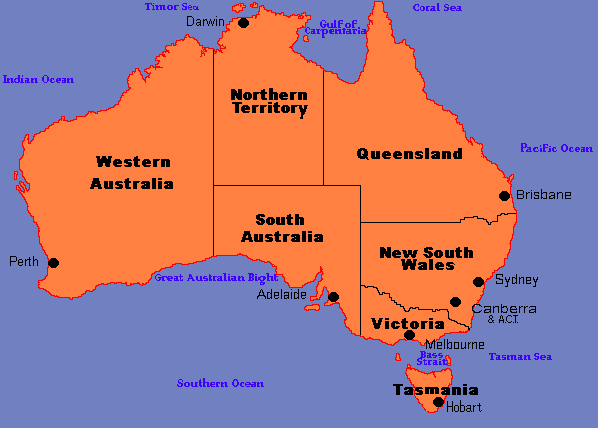 Timor Sea
Coral Sea
Darwin
Gulf of
Carpentaria
Indian Ocean
Northern
Territory
Pacific Ocean
Queensland
Western
Australia
Brisbane
South
Australia
New South
Wales
Perth
Great Australian Bight
Sydney
Adelaide
Canberra
& A.C.T.
Victoria
Melbourne
Bass
Strait
Tasman Sea
Southern Ocean
Tasmania
Hobart